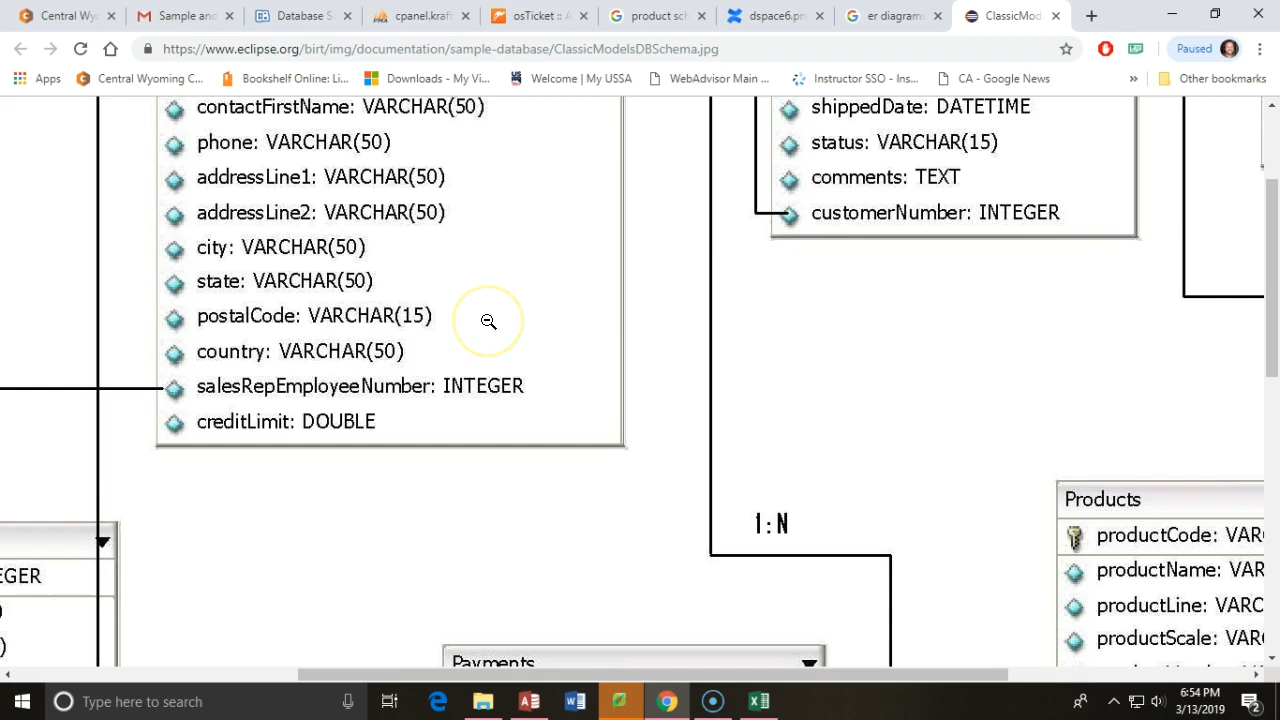 Central Wy
Sample and
Database S
cpanel.kraft
osTicket :: A
product sch
dspace6.pn
er diagrams
ClassicMode
https://www.eclipse.org/birt/img/documentation/sample-database/ClassicModelsDBSchema.jpg
Paused
Apps
Central Wyoming C...
Bookshelf Online: Li...
Downloads - My Vi...
Welcome | My USSA
WebAdvisor Main ...
Instructor SSO - Ins...
CA - Google News
»
Other bookmarks
contactFirstName: VARCHAR(50)
phone: VARCHAR(50)
addressLine1: VARCHAR(50)
addressLine2: VARCHAR(50)
city: VARCHAR(50)
state: VARCHAR(50)
postalCode: VARCHAR(15)
country: VARCHAR(50)
salesRepEmployeeNumber: INTEGER
creditLimit: DOUBLE
shippedDate: DATETIME
status: VARCHAR(15)
comments: TEXT
customerNumber: INTEGER
1:N
Products
productCode: VAR
productName: VAR
productLine: VARC
productScale: VAR
EGER
)
Payments
Type here to search
6:54 PM
3/13/2019
2